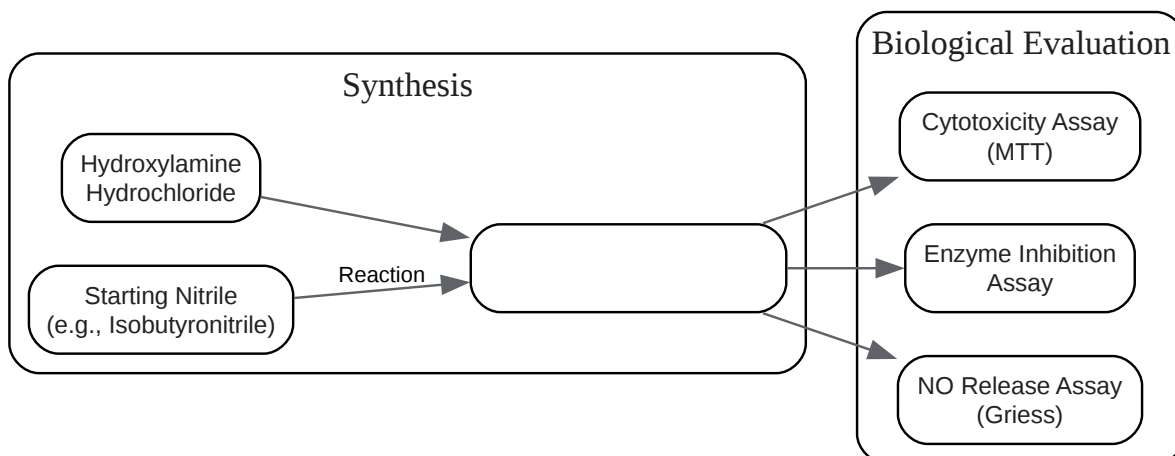 Synthesis
Hydroxylamine
Hydrochloride
Starting Nitrile
(e.g., Isobutyronitrile)
Reaction
Biological Evaluation
Cytotoxicity Assay
(MTT)
Enzyme Inhibition
Assay
NO Release Assay
(Griess)